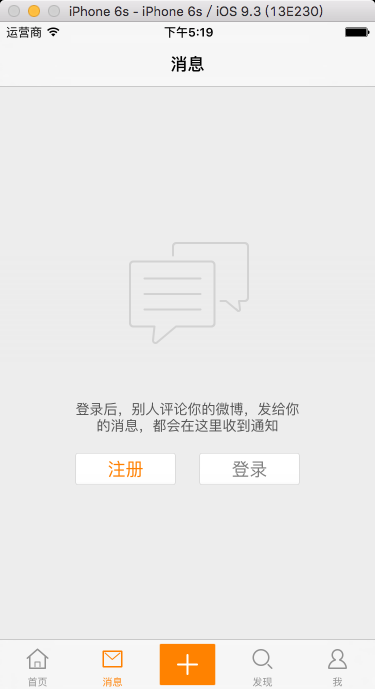 iPhone 6s - iPhone 6s / iOS 9.3 (13E230)
运营商 下午5:19
消息
登录后，别人评论你的微博，发给你
的消息，都会在这里收到通知
注册 登录
首页 消息 发现 我